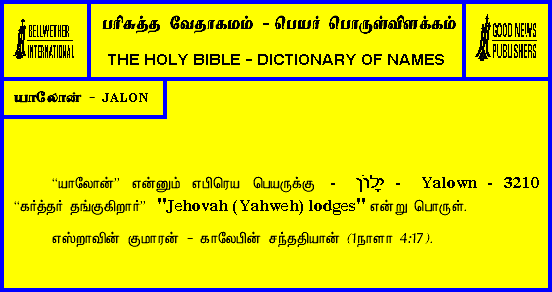 BELLWETHER
INTERNATIONAL
பரிசுத்த வேதாகமம் - பெயர் பொருள்விளக்கம்
THE HOLY BIBLE - DICTIONARY OF NAMES
GOOD NEWS
PUBLISHERS
யாலோன் - JALON
“யாலோன்” என்னும் எபிரெய பெயருக்கு - יָלוֹן - Yalown - 3210
“கர்த்தர் தங்குகிறார்” "Jehovah (Yahweh) lodges" என்று பொருள்.
எஸ்றாவின் குமாரன் - காலேபின் சந்ததியான் (1நாளா 4:17).